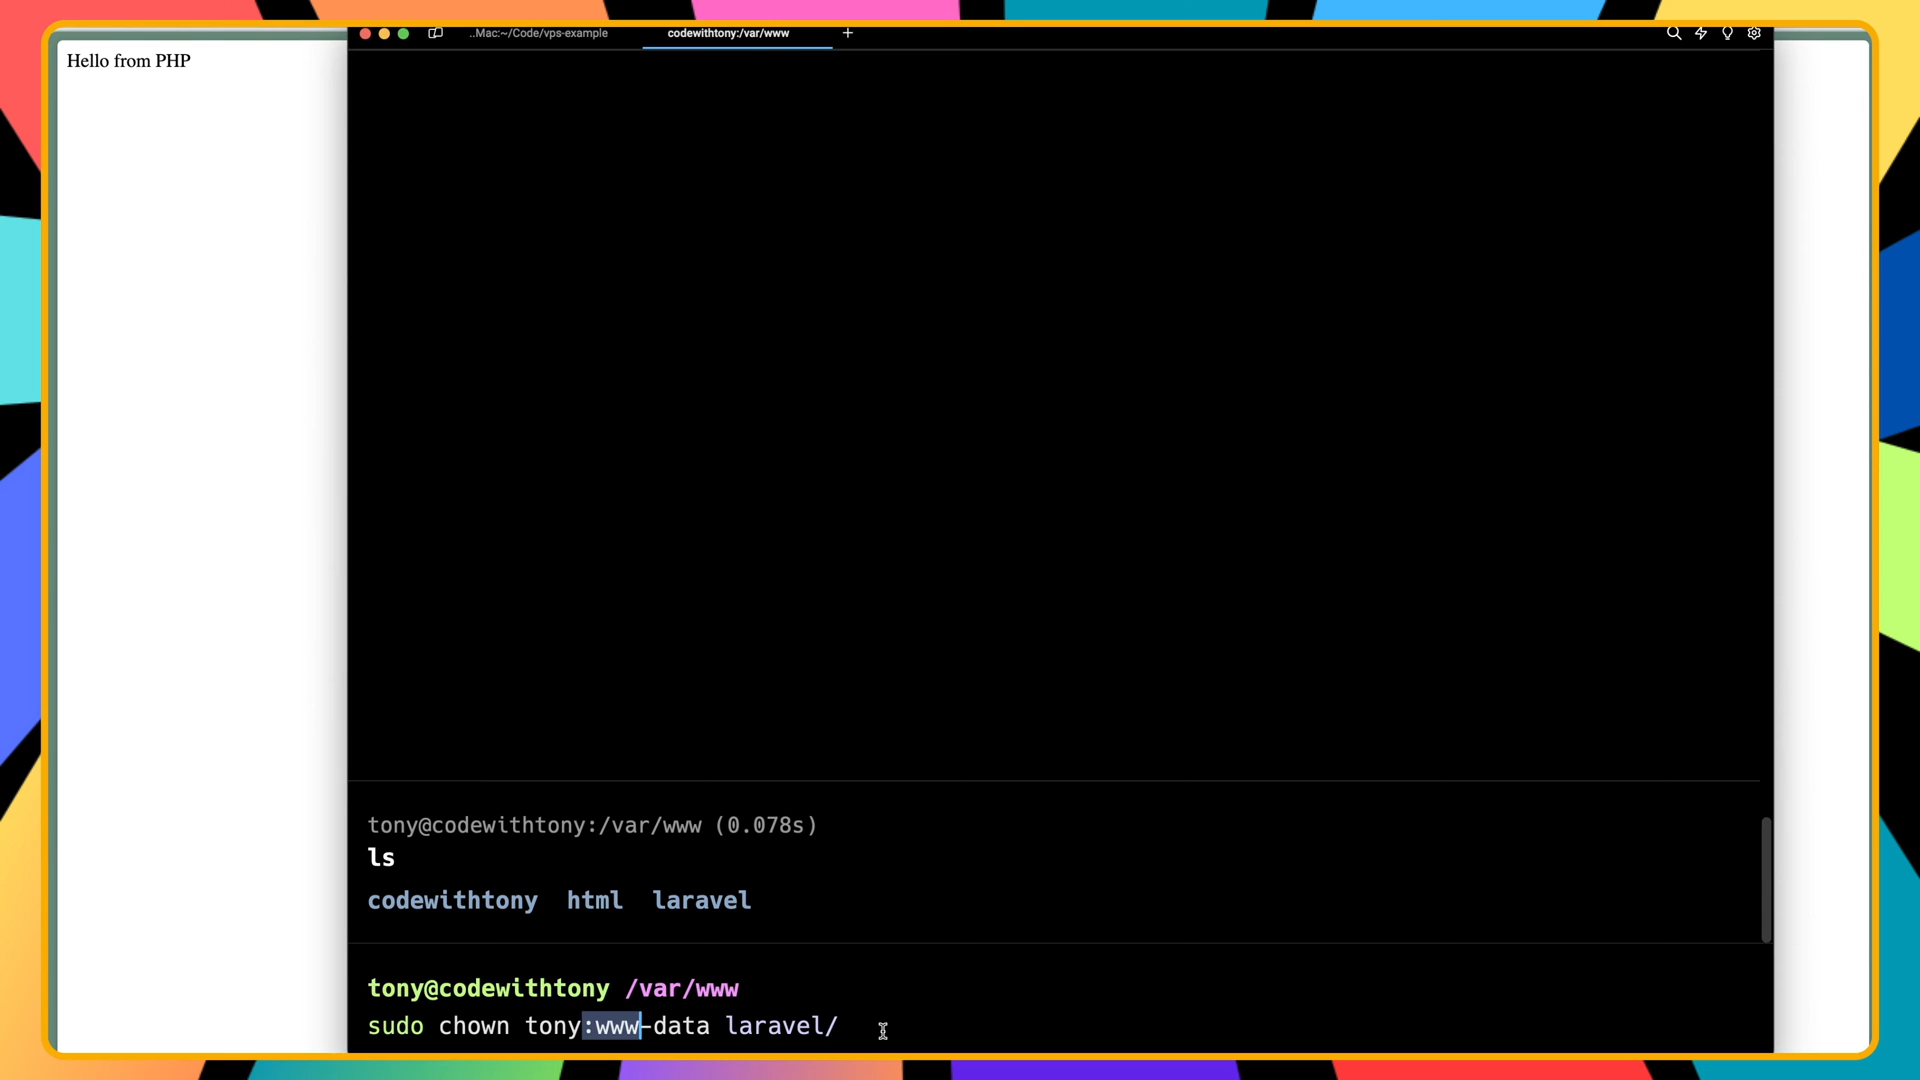 ..Mac:~/Code/vps-example
codewithtony:/var/www
Hello from PHP
tony@codewithtony:/var/www (0.078s)
ls
codewithtony html laravel
tony@codewithtony /var/www
sudo chown tony:www-data laravel/